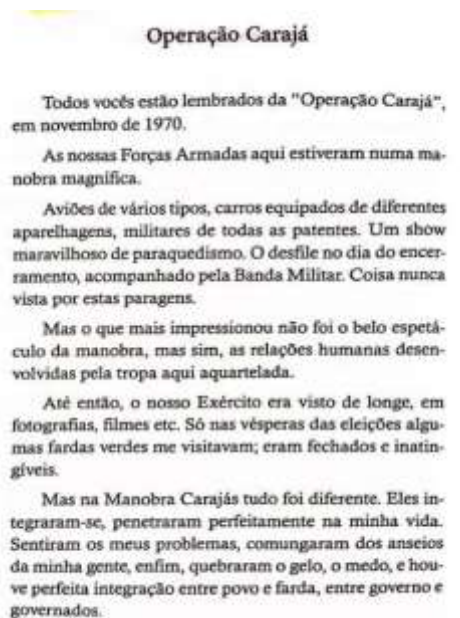 Operação Carajá
Todos vocês estão lembrados da "Operação Carajá",
em novembro de 1970.
As nossas Forças Armadas aqui estiveram numa ma-
nobra magnífica.
Aviões de vários tipos, carros equipados de diferentes
aparelhagens, militares de todas as patentes. Um show
maravilhoso de paraquedismo. O desfile no dia do encer-
ramento, acompanhado pela Banda Militar. Coisa nunca
vista por estas paragens.
Mas o que mais impressionou não foi o belo espetá-
culo da manobra, mas sim, as relações humanas desen-
volvidas pela tropa aqui aquartelada.
Até então, o nosso Exército era visto de longe, em
fotografias, filmes etc. Só nas vésperas das eleições algu-
mas fardas verdes me visitavam; eram fechados e inatin-
gíveis.
Mas na Manobra Carajás tudo foi diferente. Eles in-
tegraram-se, penetraram perfeitamente na minha vida.
Sentiram os meus problemas, comungaram dos anseios
da minha gente, enfim, quebraram o gelo, o medo, e hou-
ve perfeita integração entre povo e farda, entre governo e
governados.